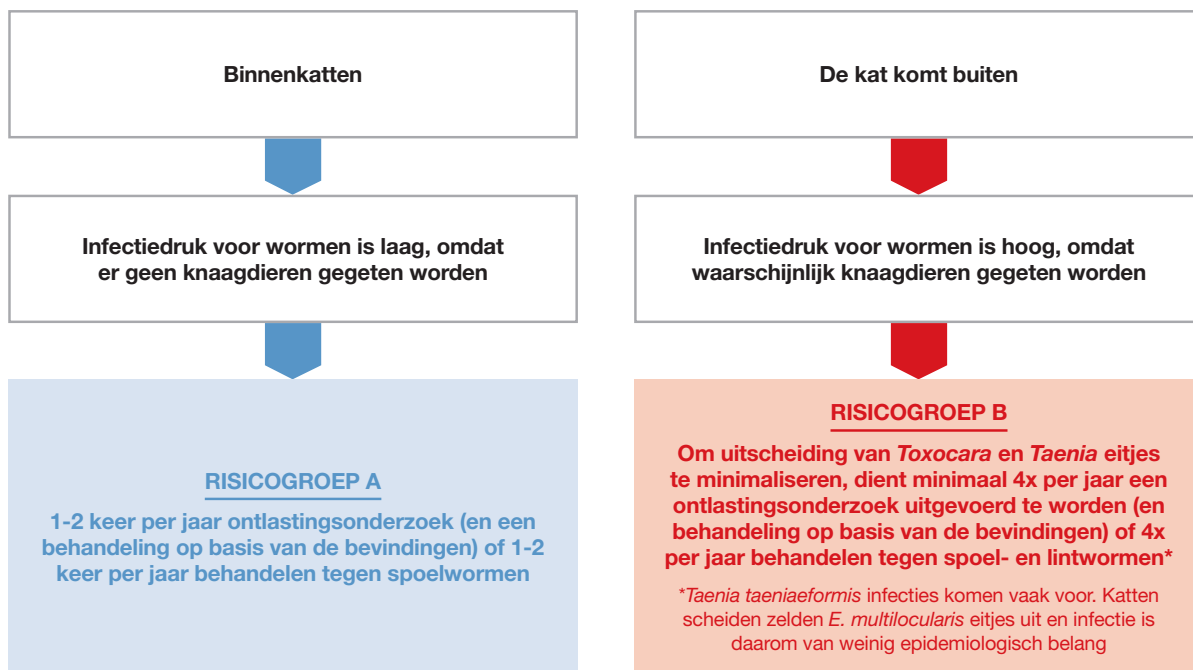 Binnenkatten
Infectiedruk voor wormen is laag, omdat
er geen knaagdieren gegeten worden
RISICOGROEP A
1-2 keer per jaar ontlastingsonderzoek (en een
behandeling op basis van de bevindingen) of 1-2
keer per jaar behandelen tegen spoelwormen
De kat komt buiten
Infectiedruk voor wormen is hoog, omdat
waarschijnlijk knaagdieren gegeten worden
RISICOGROEP B
Om uitscheiding van Toxocara en Taenia eitjes
te minimaliseren, dient minimaal 4x per jaar een
ontlastingsonderzoek uitgevoerd te worden (en
behandeling op basis van de bevindingen) of 4x
per jaar behandelen tegen spoel- en lintwormen*
*Taenia taeniaeformis infecties komen vaak voor. Katten
scheiden zelden E. multilocularis eitjes uit en infectie is
daarom van weinig epidemiologisch belang